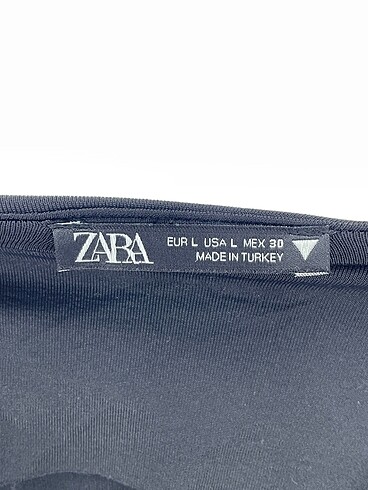 ZARA
EUR L USA L MEX 30
MADE IN TURKEY